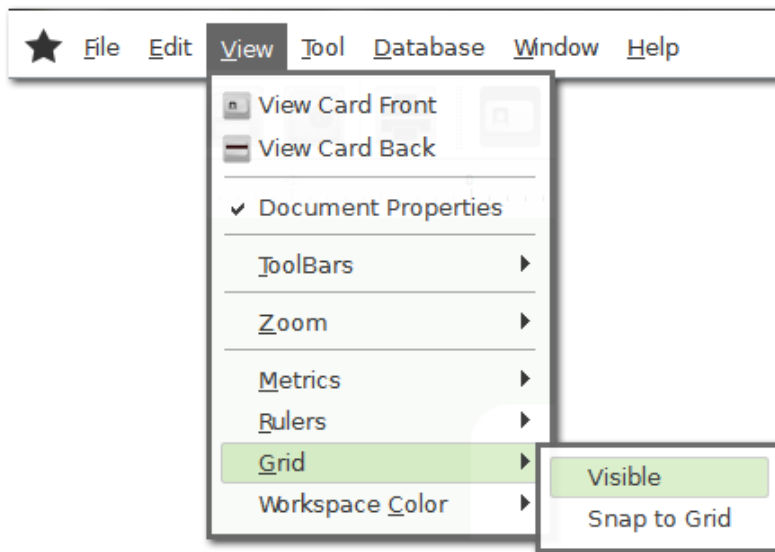 File Edit View Tool Database Window Help
View Card Front
View Card Back
Document Properties
ToolBars
Zoom
Metrics
Rulers
Grid
Visible
Workspace Color
Snap to Grid